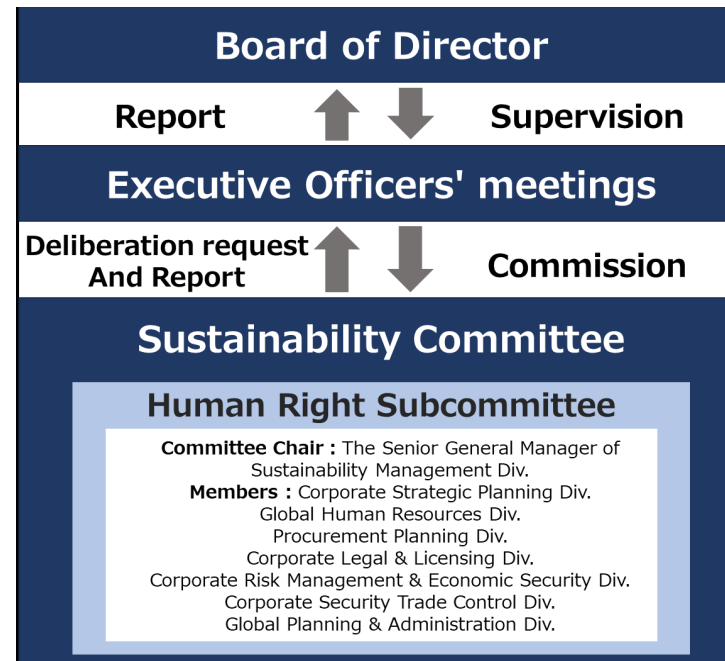 Board of Director
Report
Supervision
Executive Officers' meetings
Deliberation request
And Report
Commission
Sustainability Committee
Human Right Subcommittee
Committee Chair : The Senior General Manager of
Sustainability Management Div.
Members : Corporate Strategic Planning Div.
Global Human Resources Div.
Procurement Planning Div.
Corporate Legal & Licensing Div.
Corporate Risk Management & Economic Security Div.
Corporate Security Trade Control Div.
Global Planning & Administration Div.